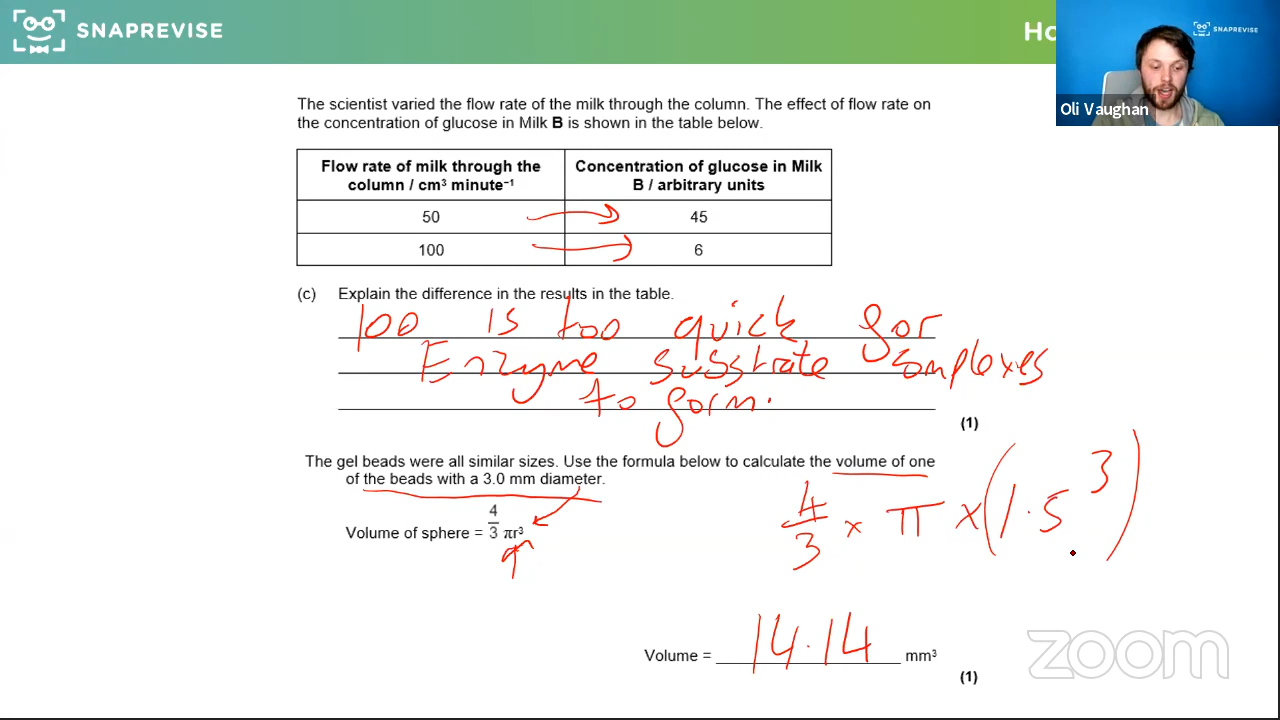 SNAPREVISE
Ho
SNAPREVISE
Oli Vaughan
The scientist varied the flow rate of the milk through the column. The effect of flow rate on
the concentration of glucose in Milk B is shown in the table below.
Flow rate of milk through the column / cm³ minute⁻¹
Concentration of glucose in Milk B / arbitrary units
50 45
100 6
(c) Explain the difference in the results in the table.
100 is too quick for
Enzyme substrate complexes
to form.
(1)
The gel beads were all similar sizes. Use the formula below to calculate the volume of one
of the beads with a 3.0 mm diameter.
Volume of sphere = 4/3 πr³
4/3 × π × (1.5³)
Volume = 14.14 mm³
(1)
zoom